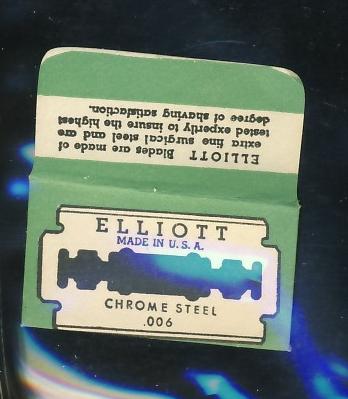 ELLIOTT Blades are made of
extra fine surgical steel and are
tested expertly to insure the highest
degree of shaving satisfaction.
ELLIOTT
MADE IN U.S.A.
CHROME STEEL
.006